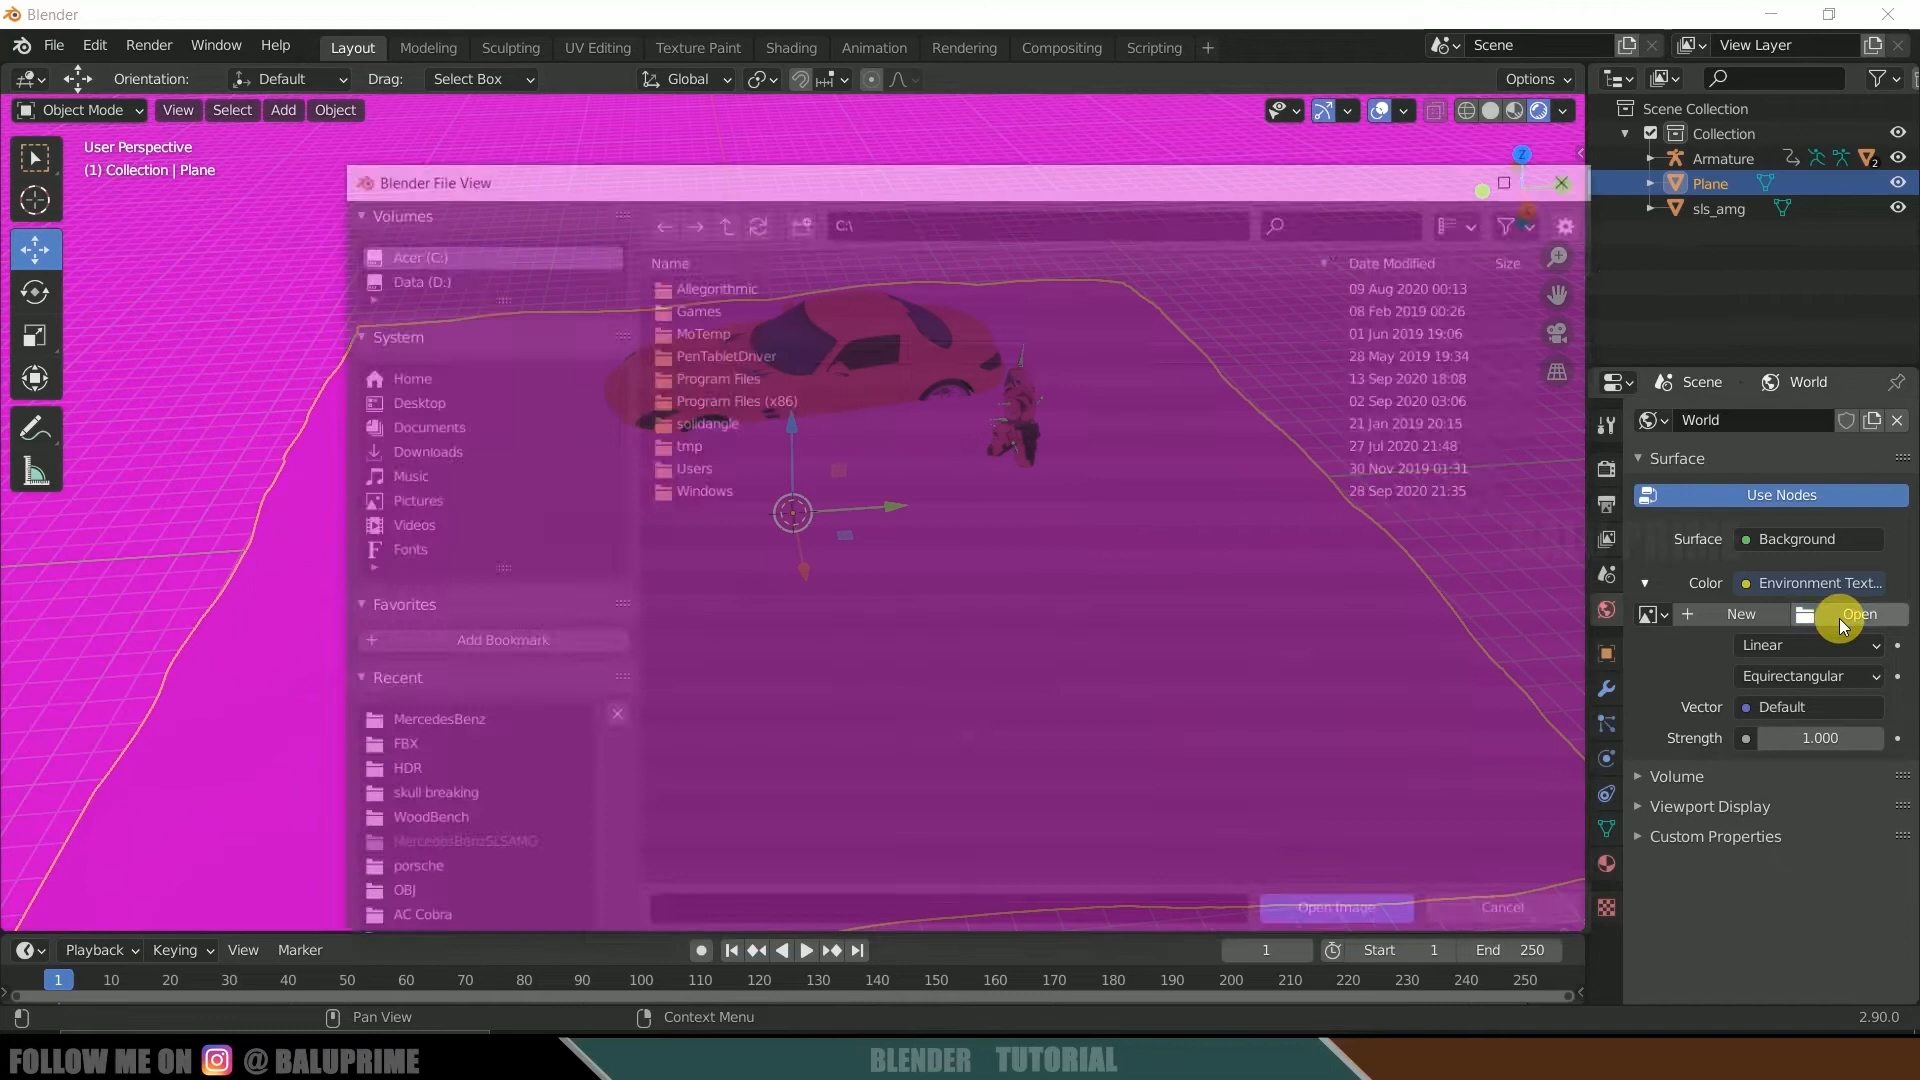 Blender
File Edit Render Window Help Layout Modeling Sculpting UV Editing Texture Paint Shading Animation Rendering Compositing Scripting + Scene View Layer
Orientation: Default Drag: Select Box Global Options
Object Mode View Select Add Object
User Perspective
(1) Collection | Plane
Z
Scene Collection
Collection
Armature 2
Plane
sls_amg
Blender File View
Volumes
Acer (C:)
Data (D:)
System
Home
Desktop
Documents
Downloads
Music
Pictures
Videos
Fonts
Favorites
Add Bookmark
Recent
MercedesBenz
FBX
HDR
skull breaking
WoodBench
MercedesBenzSLSAMG
porsche
OBJ
AC Cobra
C:\
Name Date Modified Size
Allegorithmic 09 Aug 2020 00:13
Games 08 Feb 2019 00:26
MoTemp 01 Jun 2019 19:06
PenTabletDriver 28 May 2019 19:34
Program Files 13 Sep 2020 18:08
Program Files (x86) 02 Sep 2020 03:06
solidangle 21 Jan 2019 20:15
tmp 27 Jul 2020 21:48
Users 30 Nov 2019 01:31
Windows 28 Sep 2020 21:35
Open Image Cancel
Scene World
World
Surface
Use Nodes
Surface Background
Color Environment Text...
New Open
Linear
Equirectangular
Vector Default
Strength 1.000
Volume
Viewport Display
Custom Properties
Playback Keying View Marker 1 Start 1 End 250
1 10 20 30 40 50 60 70 80 90 100 110 120 130 140 150 160 170 180 190 200 210 220 230 240 250
Pan View Context Menu 2.90.0
FOLLOW ME ON @ BALUPRIME BLENDER TUTORIAL